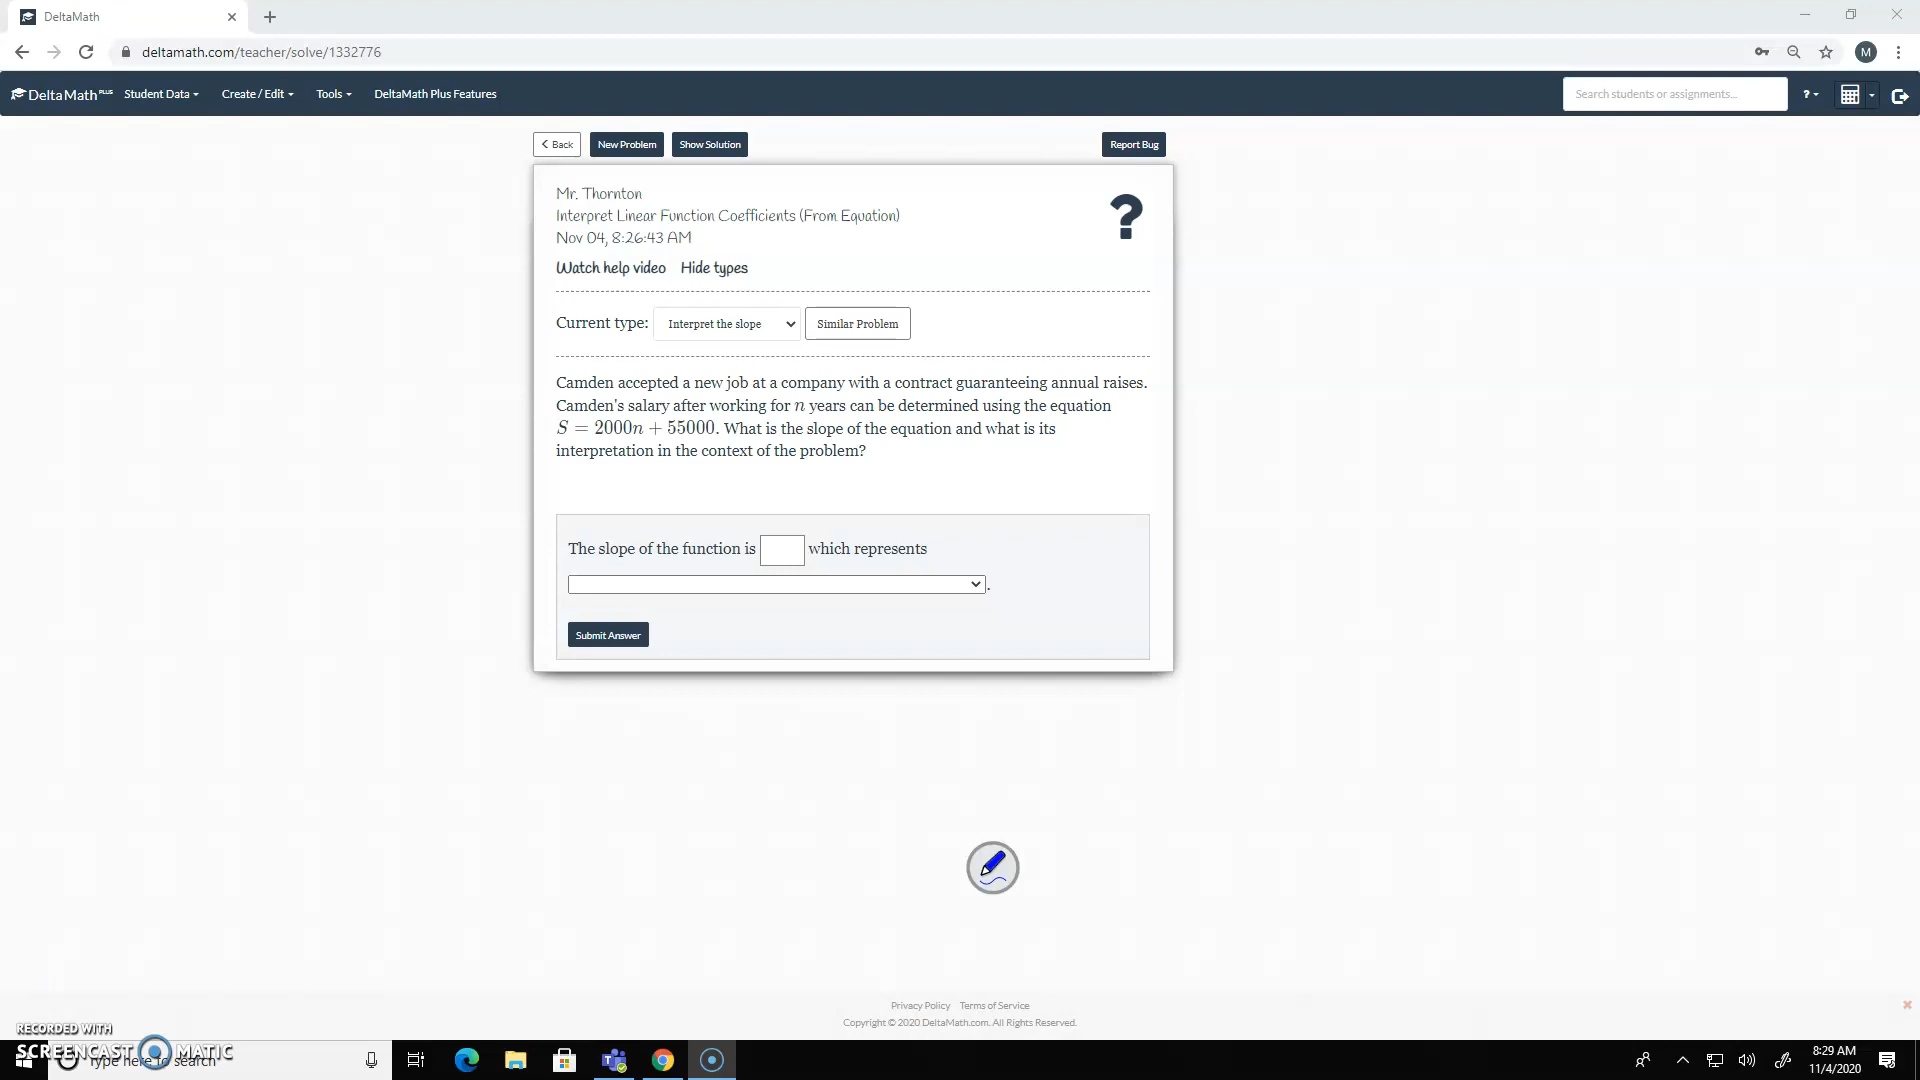 DeltaMath
deltamath.com/teacher/solve/1332776
M
DeltaMath PLUS Student Data Create / Edit Tools DeltaMath Plus Features Search students or assignments... ?
Back New Problem Show Solution Report Bug
Mr. Thornton
Interpret Linear Function Coefficients (From Equation)
Nov 04, 8:26:43 AM
?
Watch help video Hide types
Current type: Interpret the slope Similar Problem
Camden accepted a new job at a company with a contract guaranteeing annual raises.
Camden's salary after working for n years can be determined using the equation
S = 2000n + 55000. What is the slope of the equation and what is its
interpretation in the context of the problem?
The slope of the function is which represents
.
Submit Answer
Privacy Policy Terms of Service
Copyright © 2020 DeltaMath.com. All Rights Reserved.
RECORDED WITH
SCREENCAST MATIC
Type here to search
8:29 AM
11/4/2020